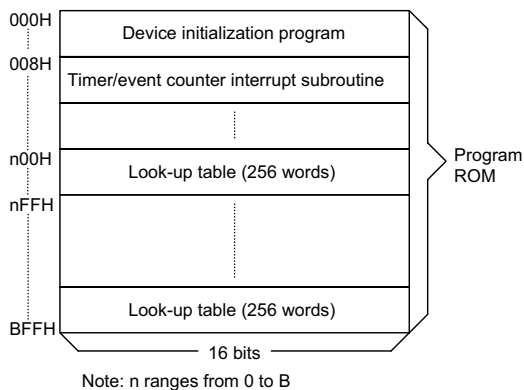 000H
Device initialization program
008H
Timer/event counter interrupt subroutine
n00H
Look-up table (256 words)
nFFH
Program
ROM
Look-up table (256 words)
BFFH
16 bits
Note: n ranges from 0 to B